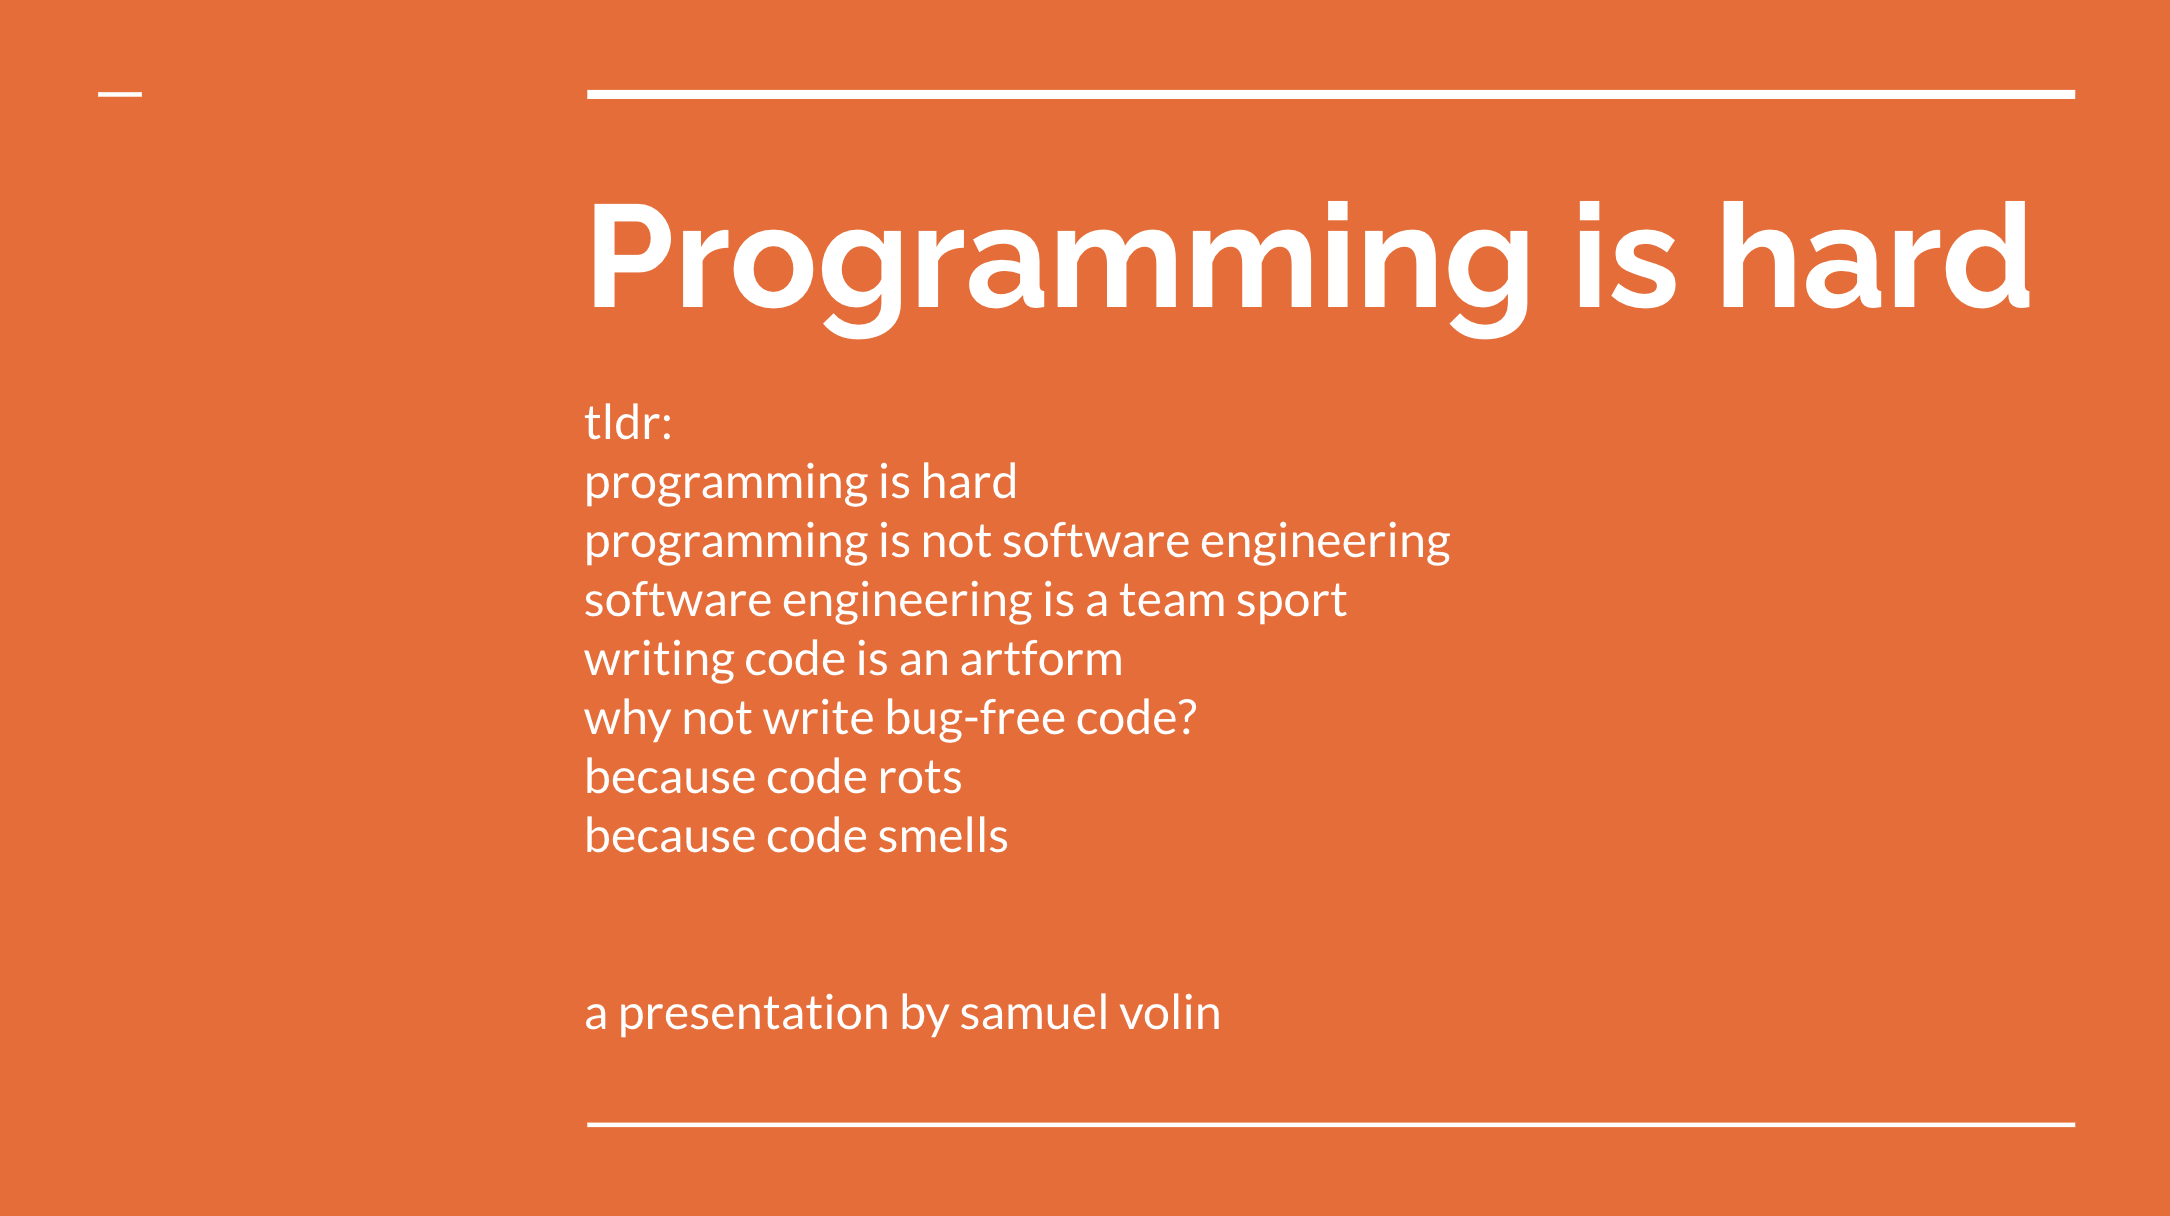 Programming is hard
tldr:
programming is hard
programming is not software engineering
software engineering is a team sport
writing code is an artform
why not write bug-free code?
because code rots
because code smells
a presentation by samuel volin